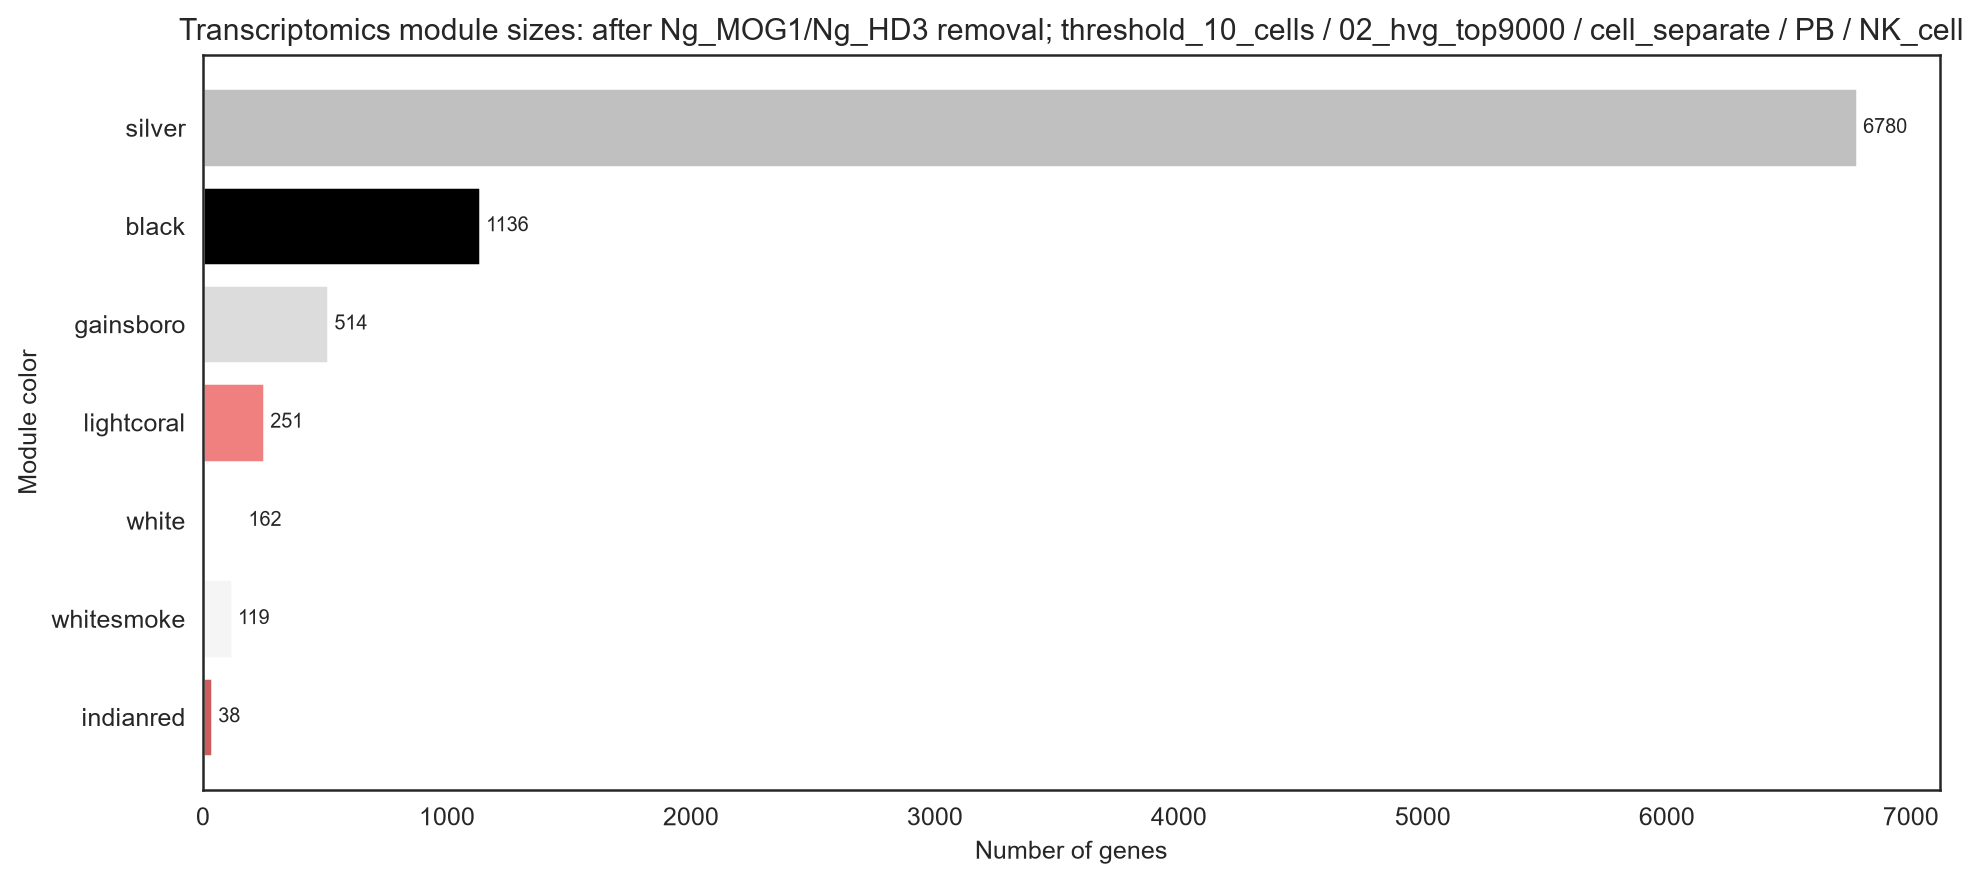 Transcriptomics module sizes: after Ng_MOG1/Ng_HD3 removal; threshold_10_cells / 02_hvg_top9000 / cell_separate / PB / NK_cell
silver
6780
black
1136
gainsboro
514
lightcoral
251
white
162
whitesmoke
119
indianred
38
Module color
0 1000 2000 3000 4000 5000 6000 7000
Number of genes